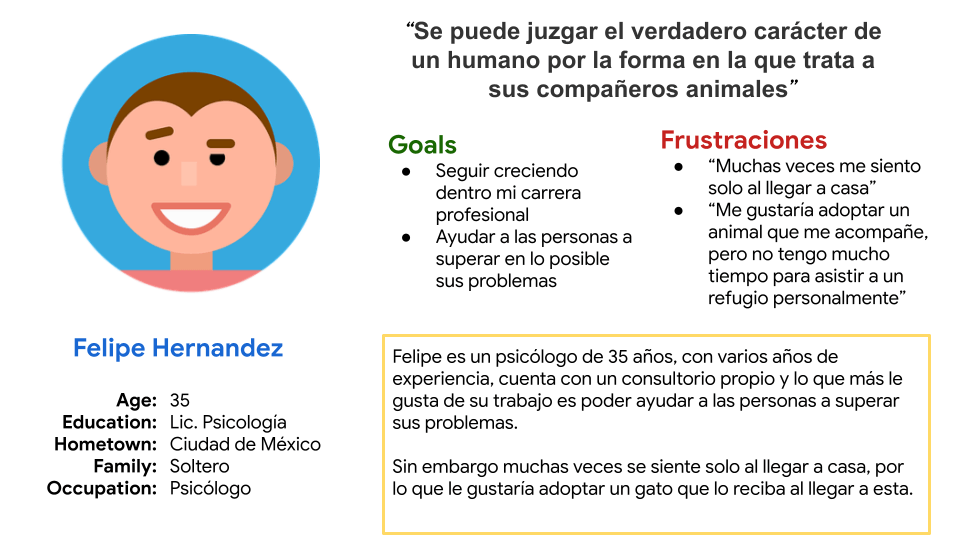 “Se puede juzgar el verdadero carácter de
un humano por la forma en la que trata a
sus compañeros animales”
Goals
● Seguir creciendo
dentro mi carrera
profesional
● Ayudar a las personas a
superar en lo posible
sus problemas
Frustraciones
● “Muchas veces me siento
solo al llegar a casa”
● “Me gustaría adoptar un
animal que me acompañe,
pero no tengo mucho
tiempo para asistir a un
refugio personalmente”
Felipe Hernandez
Age: 35
Education: Lic. Psicología
Hometown: Ciudad de México
Family: Soltero
Occupation: Psicólogo
Felipe es un psicólogo de 35 años, con varios años de
experiencia, cuenta con un consultorio propio y lo que más le
gusta de su trabajo es poder ayudar a las personas a superar
sus problemas.
Sin embargo muchas veces se siente solo al llegar a casa, por
lo que le gustaría adoptar un gato que lo reciba al llegar a esta.